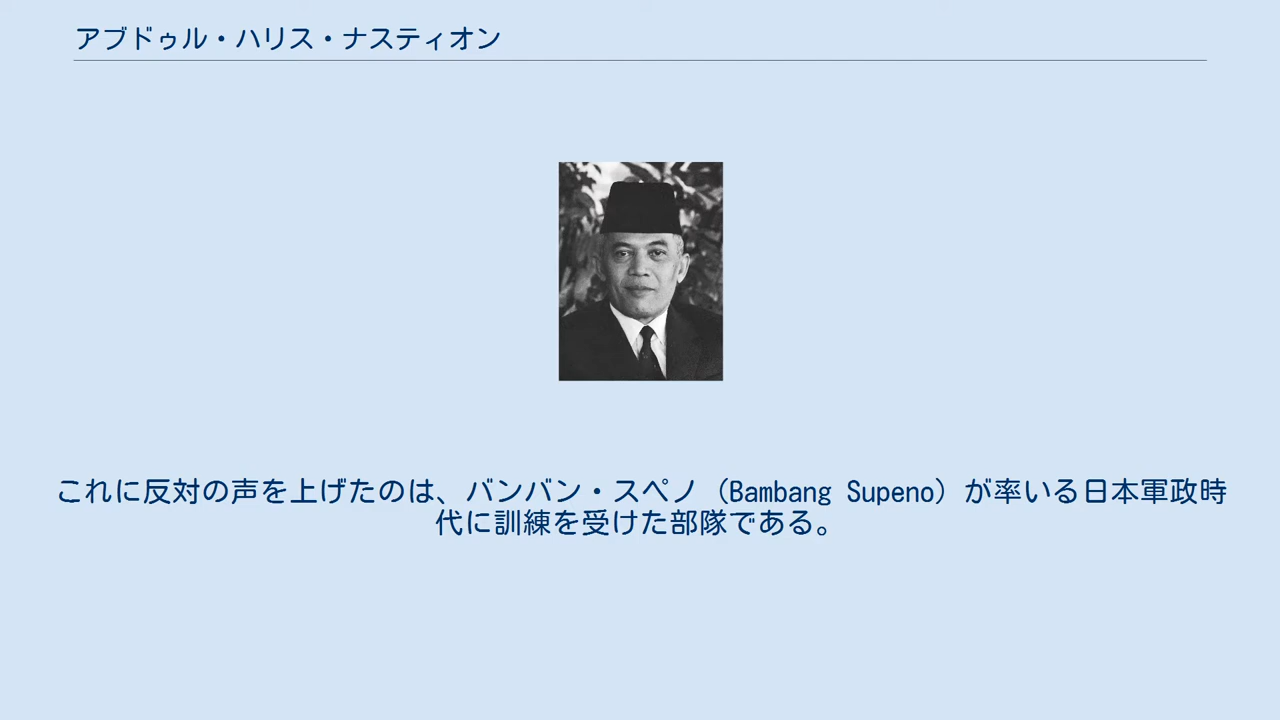 アブドゥル・ハリス・ナスティオン
これに反対の声を上げたのは、バンバン・スペノ（Bambang Supeno）が率いる日本軍政時
代に訓練を受けた部隊である。